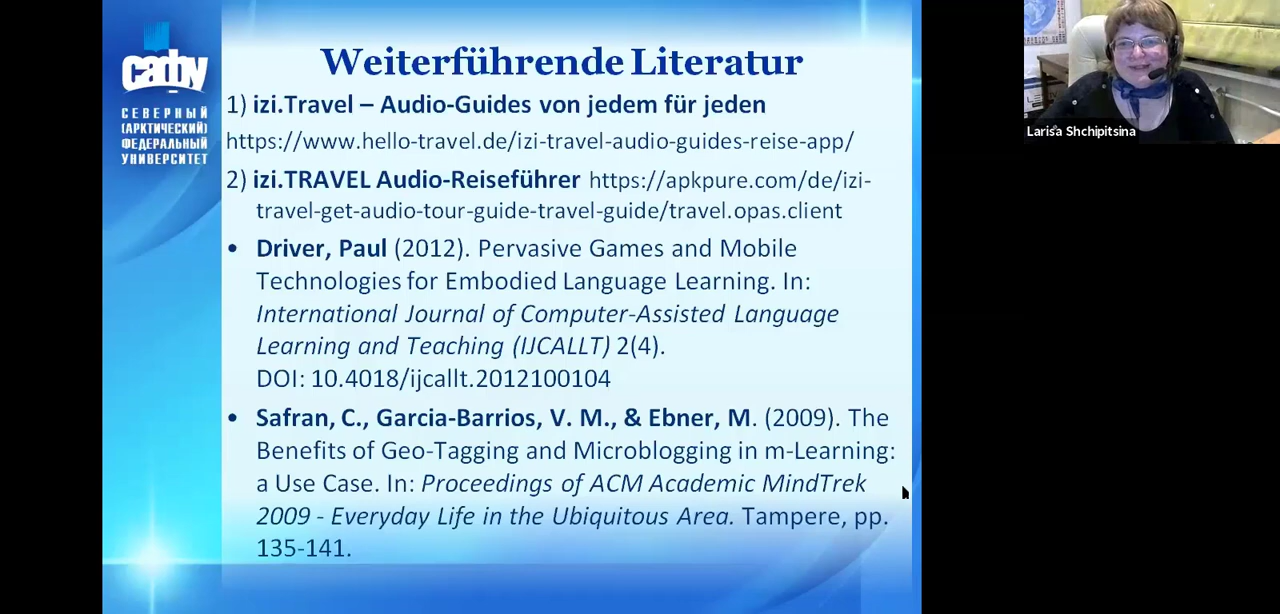 сафу
СЕВЕРНЫЙ
(АРКТИЧЕСКИЙ)
ФЕДЕРАЛЬНЫЙ
УНИВЕРСИТЕТ
Weiterführende Literatur
1) izi.Travel – Audio-Guides von jedem für jeden
https://www.hello-travel.de/izi-travel-audio-guides-reise-app/
2) izi.TRAVEL Audio-Reiseführer https://apkpure.com/de/izi-
travel-get-audio-tour-guide-travel-guide/travel.opas.client
• Driver, Paul (2012). Pervasive Games and Mobile
Technologies for Embodied Language Learning. In:
International Journal of Computer-Assisted Language
Learning and Teaching (IJCALLT) 2(4).
DOI: 10.4018/ijcallt.2012100104
• Safran, C., Garcia-Barrios, V. M., & Ebner, M. (2009). The
Benefits of Geo-Tagging and Microblogging in m-Learning:
a Use Case. In: Proceedings of ACM Academic MindTrek
2009 - Everyday Life in the Ubiquitous Area. Tampere, pp.
135-141.
Larisa Shchipitsina